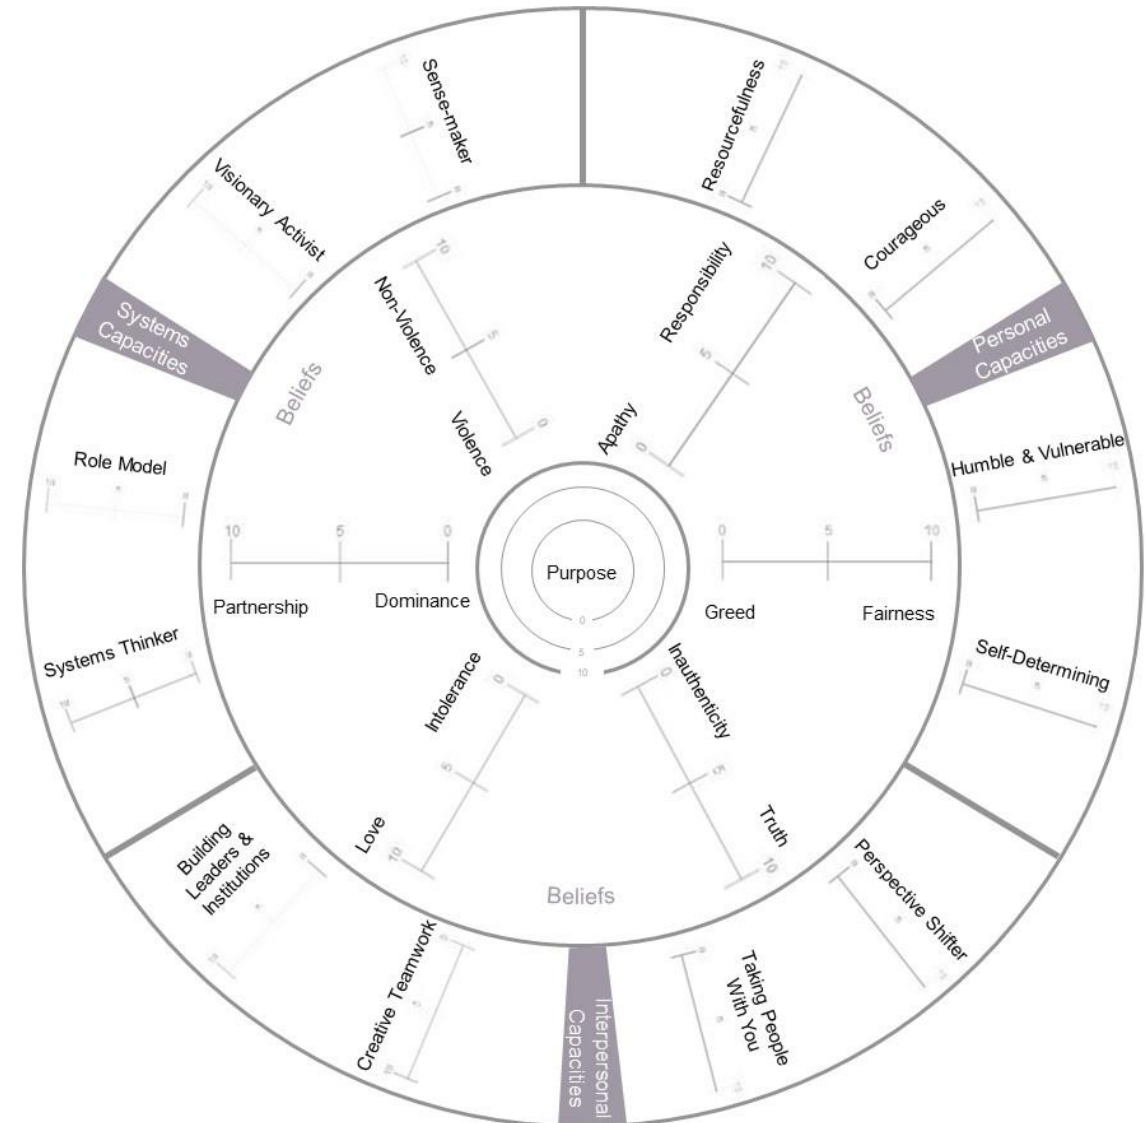 Sense-maker
Resourcefulness
Visionary Activist
Courageous
Systems
Capacities
Personal
Capacities
Non-Violence
10
5
0
Violence
Responsibility
10
5
0
Apathy
Beliefs
Beliefs
Role Model
Humble & Vulnerable
10
5
0
Partnership
Dominance
Purpose
0
5
10
0
5
10
Greed
Fairness
Systems Thinker
Self-Determining
Intolerance
0
5
10
Love
Inauthenticity
0
5
10
Truth
Beliefs
Building
Leaders &
Institutions
Creative Teamwork
Interpersonal
Capacities
Taking People
With You
Perspective Shifter